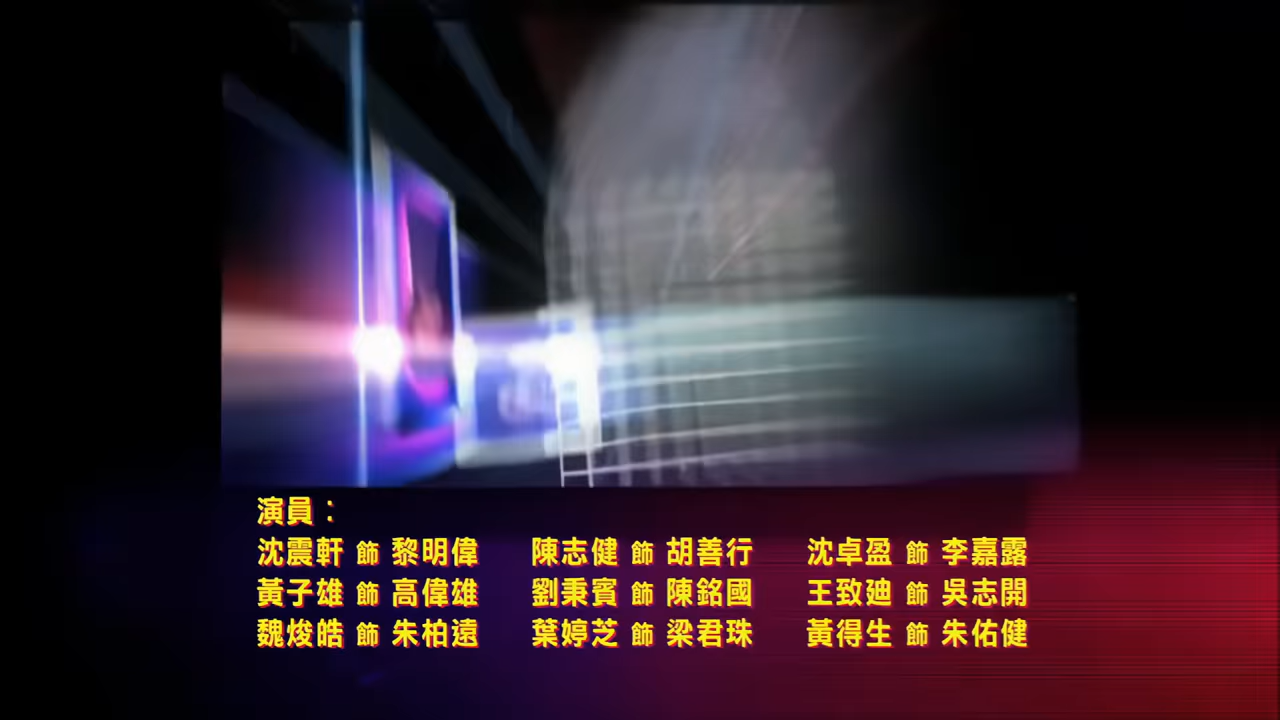 演員：
沈震軒 飾 黎明偉 陳志健 飾 胡善行 沈卓盈 飾 李嘉露
黃子雄 飾 高偉雄 劉秉賓 飾 陳銘國 王致廸 飾 吳志開
魏焌皓 飾 朱柏遠 葉婷芝 飾 梁君珠 黃得生 飾 朱佑健